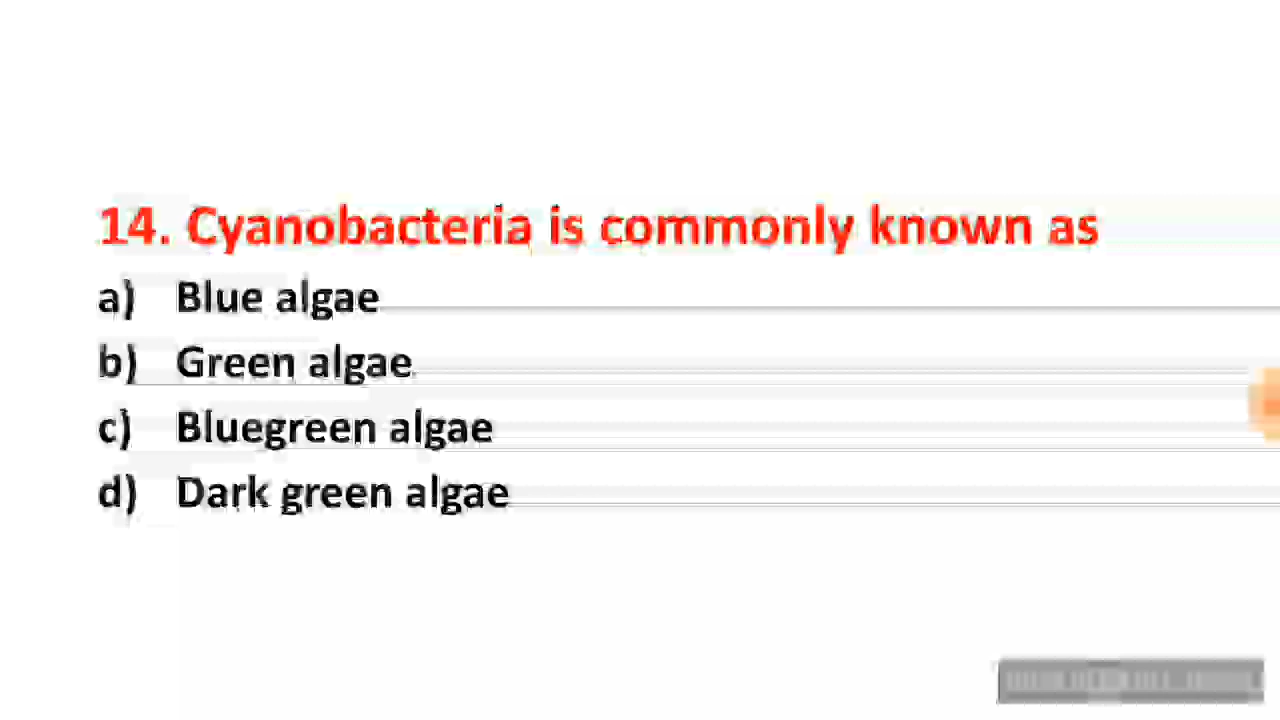 14. Cyanobacteria is commonly known as
a) Blue algae
b) Green algae
c) Bluegreen algae
d) Dark green algae